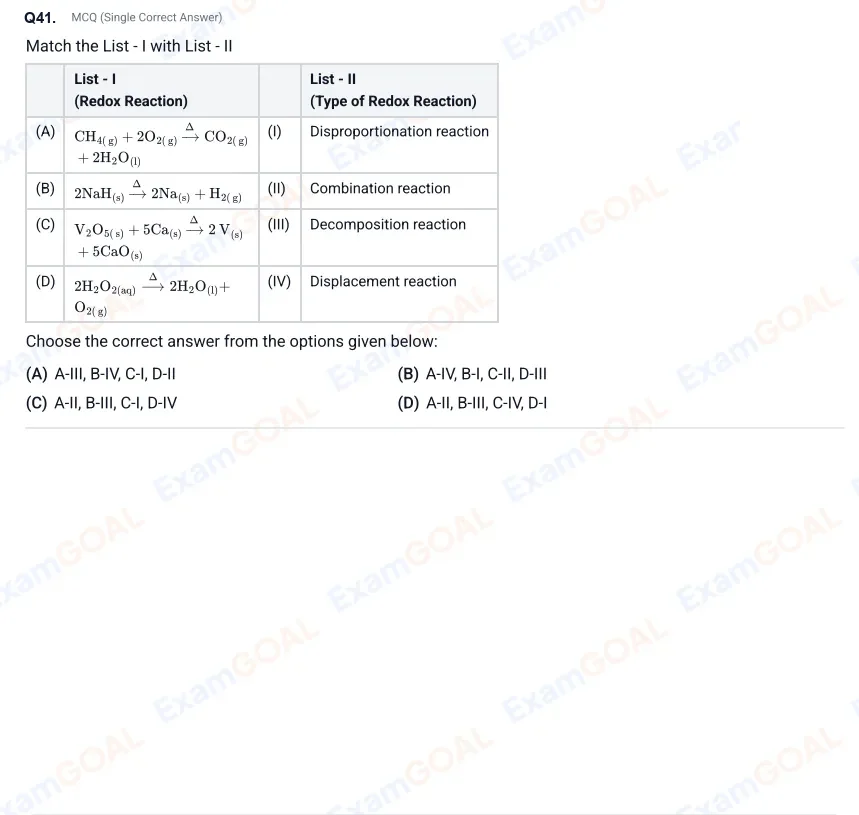 Q41. MCQ (Single Correct Answer)
Match the List - I with List - II
List - I
(Redox Reaction)
List - II
(Type of Redox Reaction)
(A) CH₄₍g₎ + 2O₂₍g₎ →Δ CO₂₍g₎
+ 2H₂O₍l₎
(I) Disproportionation reaction
(B) 2NaH₍s₎ →Δ 2Na₍s₎ + H₂₍g₎
(II) Combination reaction
(C) V₂O₅₍s₎ + 5Ca₍s₎ →Δ 2 V₍s₎
+ 5CaO₍s₎
(III) Decomposition reaction
(D) 2H₂O₂₍aq₎ →Δ 2H₂O₍l₎+
O₂₍g₎
(IV) Displacement reaction
Choose the correct answer from the options given below:
(A) A-III, B-IV, C-I, D-II
(B) A-IV, B-I, C-II, D-III
(C) A-II, B-III, C-I, D-IV
(D) A-II, B-III, C-IV, D-I
ExamGOAL